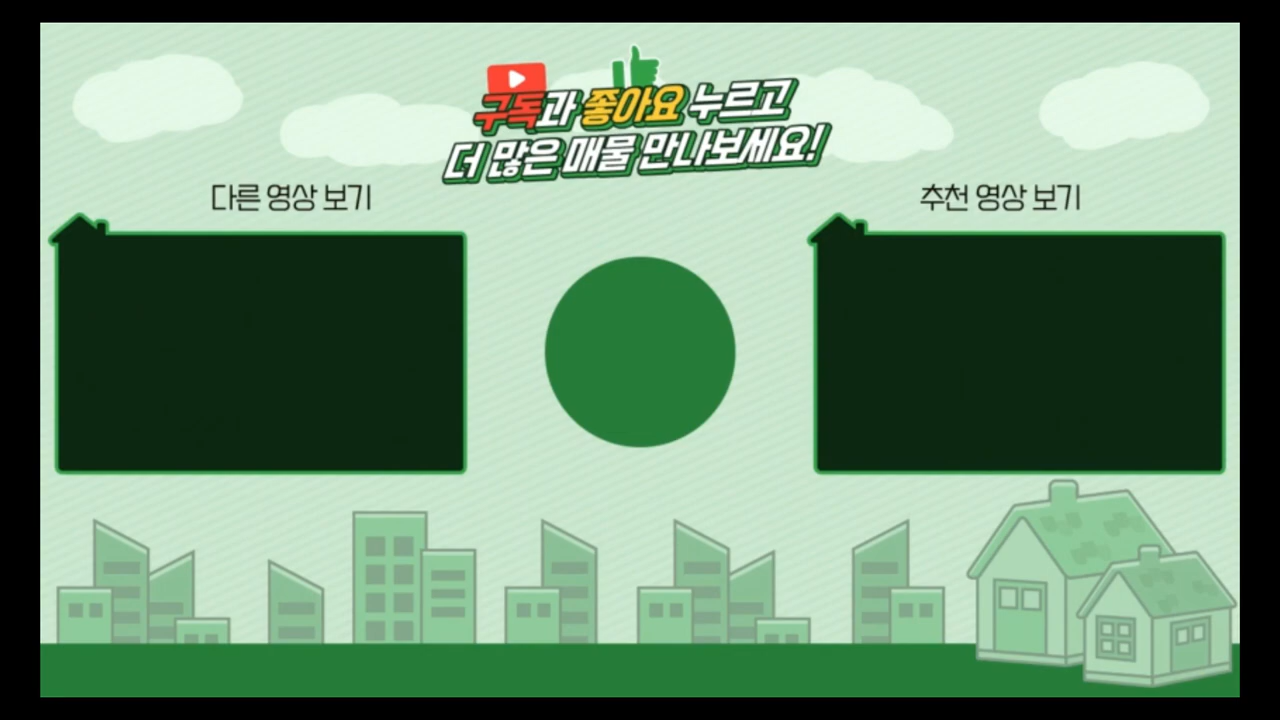 구독과 좋아요 누르고
더 많은 매물 만나보세요!
다른 영상 보기
추천 영상 보기